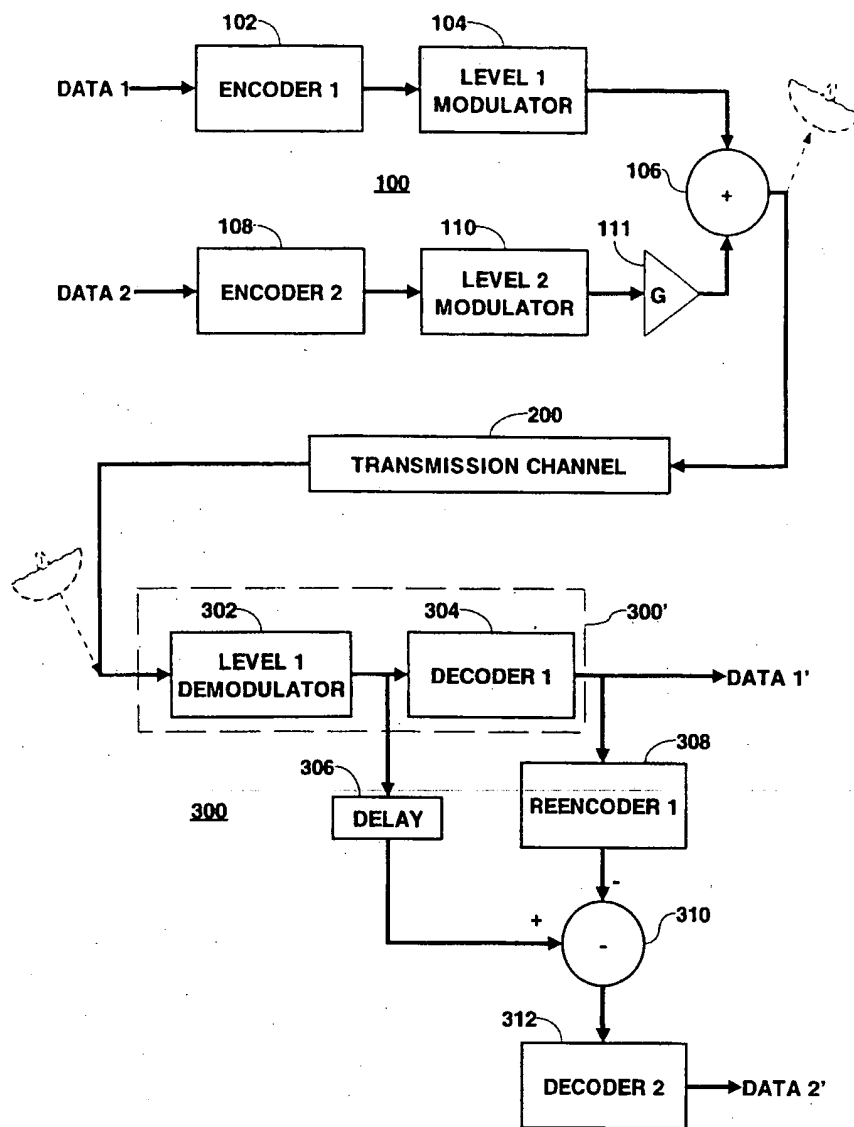 102
104
DATA 1
ENCODER 1
LEVEL 1
MODULATOR
106
+
100
108
110
111
DATA 2
ENCODER 2
LEVEL 2
MODULATOR
G
200
TRANSMISSION CHANNEL
302
304
300'
LEVEL 1
DEMODULATOR
DECODER 1
DATA 1'
306
308
300
DELAY
REENCODER 1
-
+
310
-
312
DECODER 2
DATA 2'